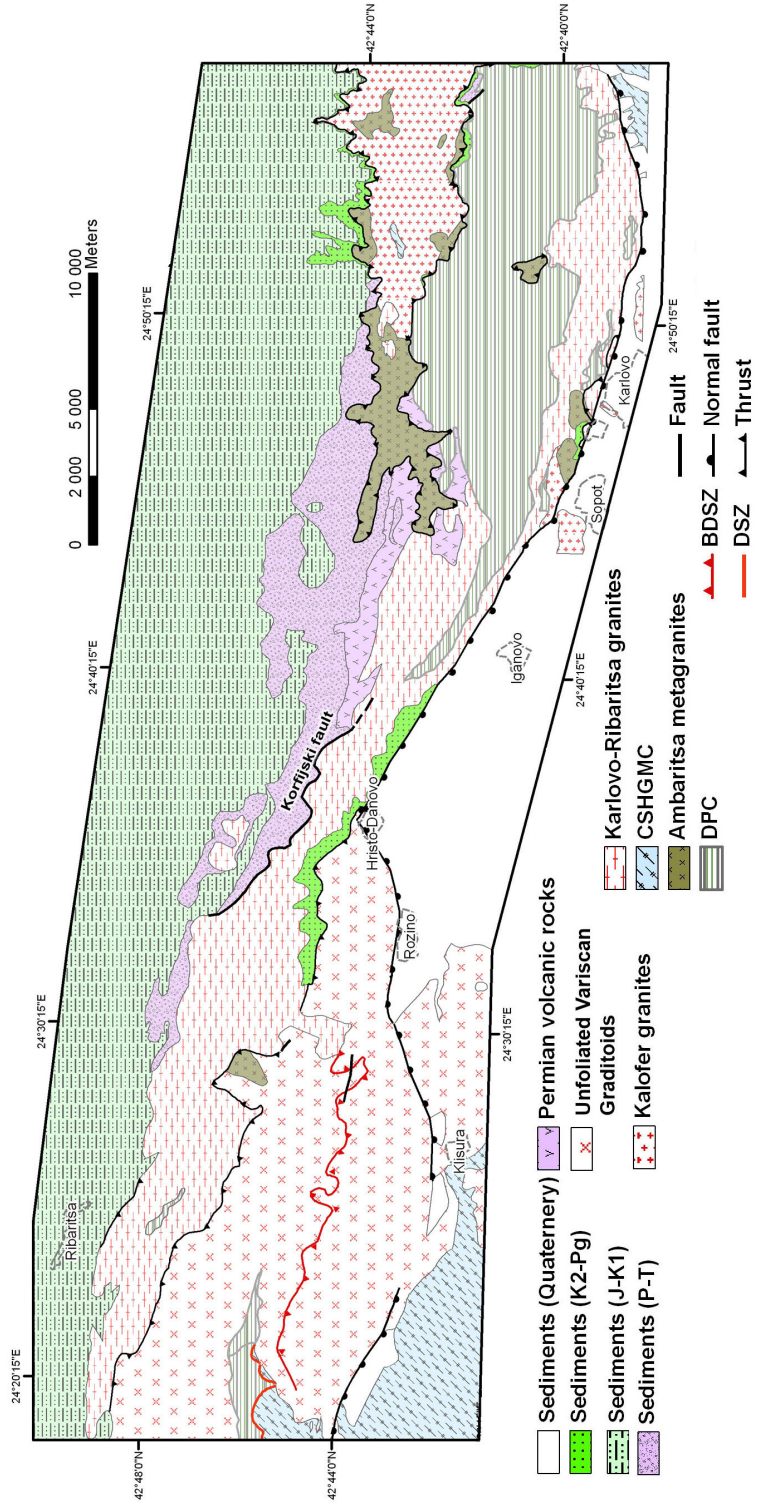 0
2 000
5 000
10 000
Meters
24°20'15"E
24°30'15"E
24°40'15"E
24°50'15"E
42°48'0"N
42°44'0"N
42°44'0"N
42°40'0"N
Ribaritsa
Korfijski fault
Hristo-Danovo
Rozino
Klisura
Iganovo
Sopot
Karlovo
24°30'15"E
24°40'15"E
24°50'15"E
Sediments (Quaternery)
Sediments (K2-Pg)
Sediments (J-K1)
Sediments (P-T)
Permian volcanic rocks
Unfoliated Variscan
Graditoids
Kalofer granites
Karlovo-Ribaritsa granites
CSHGMC
Ambaritsa metagranites
DPC
BDSZ
DSZ
Fault
Normal fault
Thrust